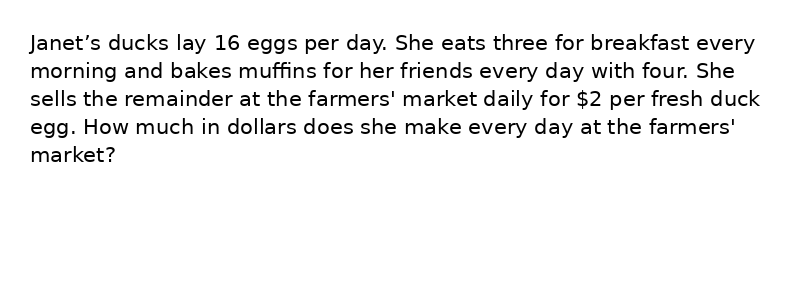 Janet’s ducks lay 16 eggs per day. She eats three for breakfast every
morning and bakes muffins for her friends every day with four. She
sells the remainder at the farmers' market daily for $2 per fresh duck
egg. How much in dollars does she make every day at the farmers'
market?